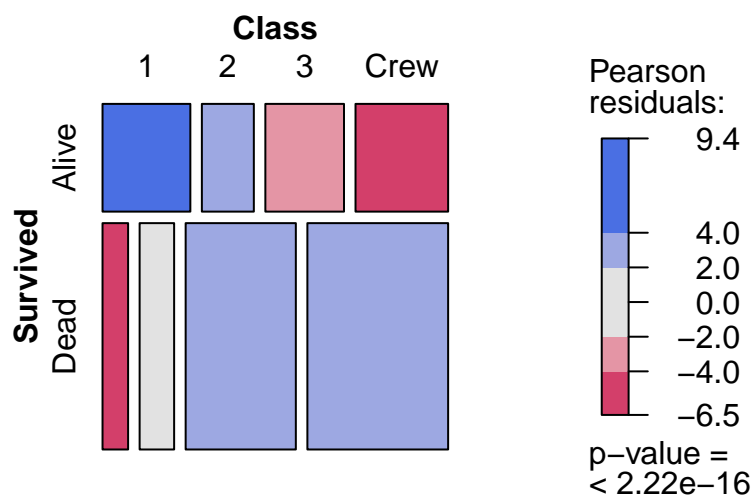 Class
1 2 3 Crew
Survived
Alive
Dead
Pearson
residuals:
9.4
4.0
2.0
0.0
−2.0
−4.0
−6.5
p−value =
< 2.22e−16